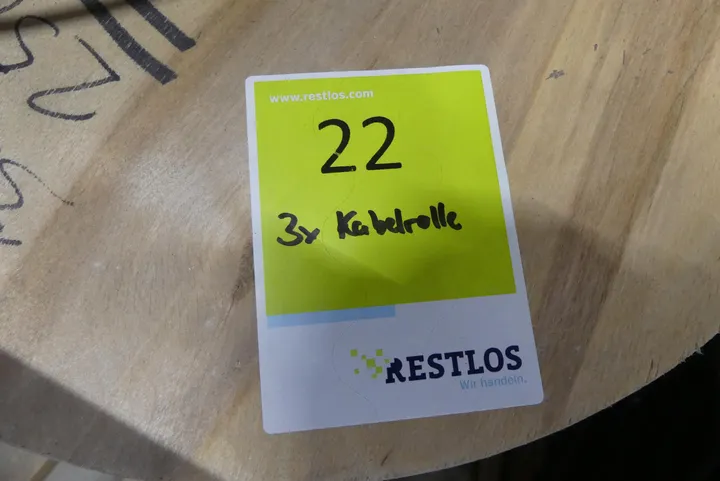 www.restlos.com
22
3x Kabelrolle
RESTLOS
Wir handeln.